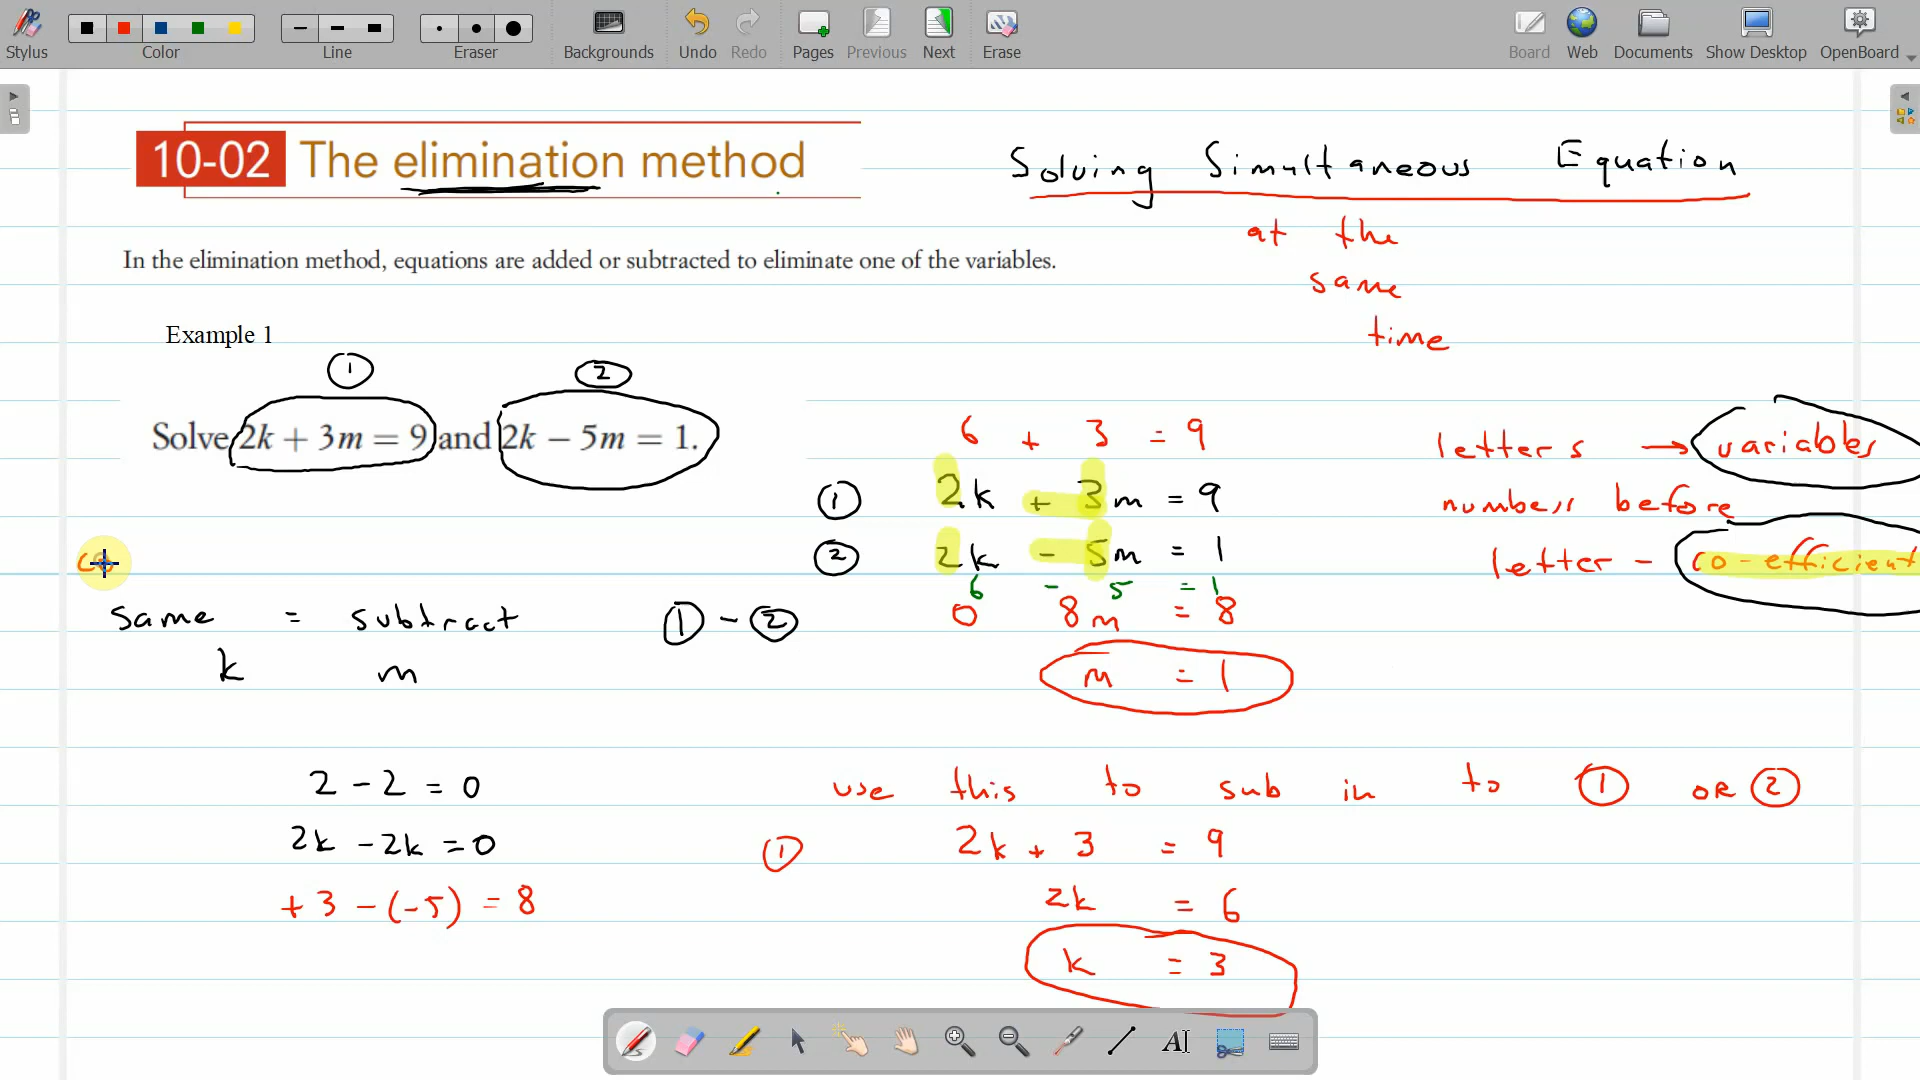 Stylus Color Line Eraser Backgrounds Undo Redo Pages Previous Next Erase Board Web Documents Show Desktop OpenBoard
10-02 The elimination method
Solving Simultaneous Equation
at the
same
time
In the elimination method, equations are added or subtracted to eliminate one of the variables.
Example 1
① ②
Solve 2k + 3m = 9 and 2k − 5m = 1.
6 + 3 = 9
① 2k + 3m = 9
② 2k - 5m = 1
6 - 5 = 1
0 8m = 8
m = 1
letters → variables
numbers before
letter - co-efficient
co
same = subtract ① - ②
k m
2 - 2 = 0
2k - 2k = 0
+3 - (-5) = 8
use this to sub in to ① OR ②
① 2k + 3 = 9
2k = 6
k = 3